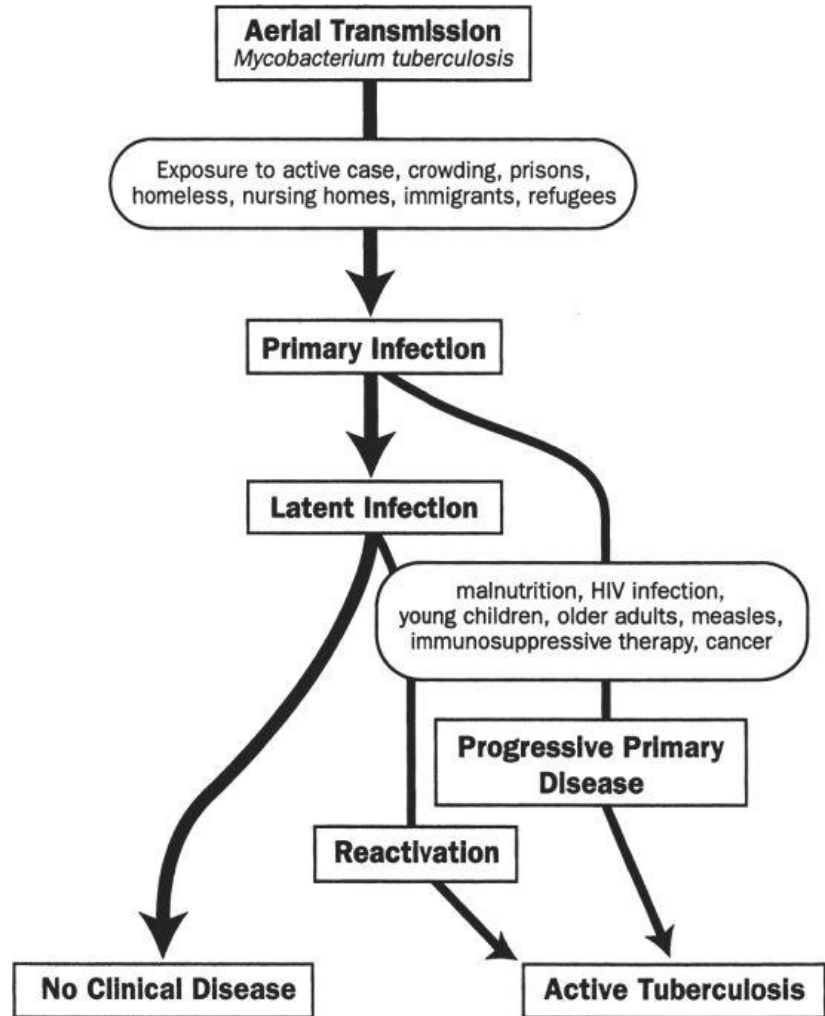 Aerial Transmission
Mycobacterium tuberculosis
Exposure to active case, crowding, prisons,
homeless, nursing homes, immigrants, refugees
Primary Infection
Latent Infection
malnutrition, HIV infection,
young children, older adults, measles,
immunosuppressive therapy, cancer
Progressive Primary
Disease
Reactivation
No Clinical Disease
Active Tuberculosis